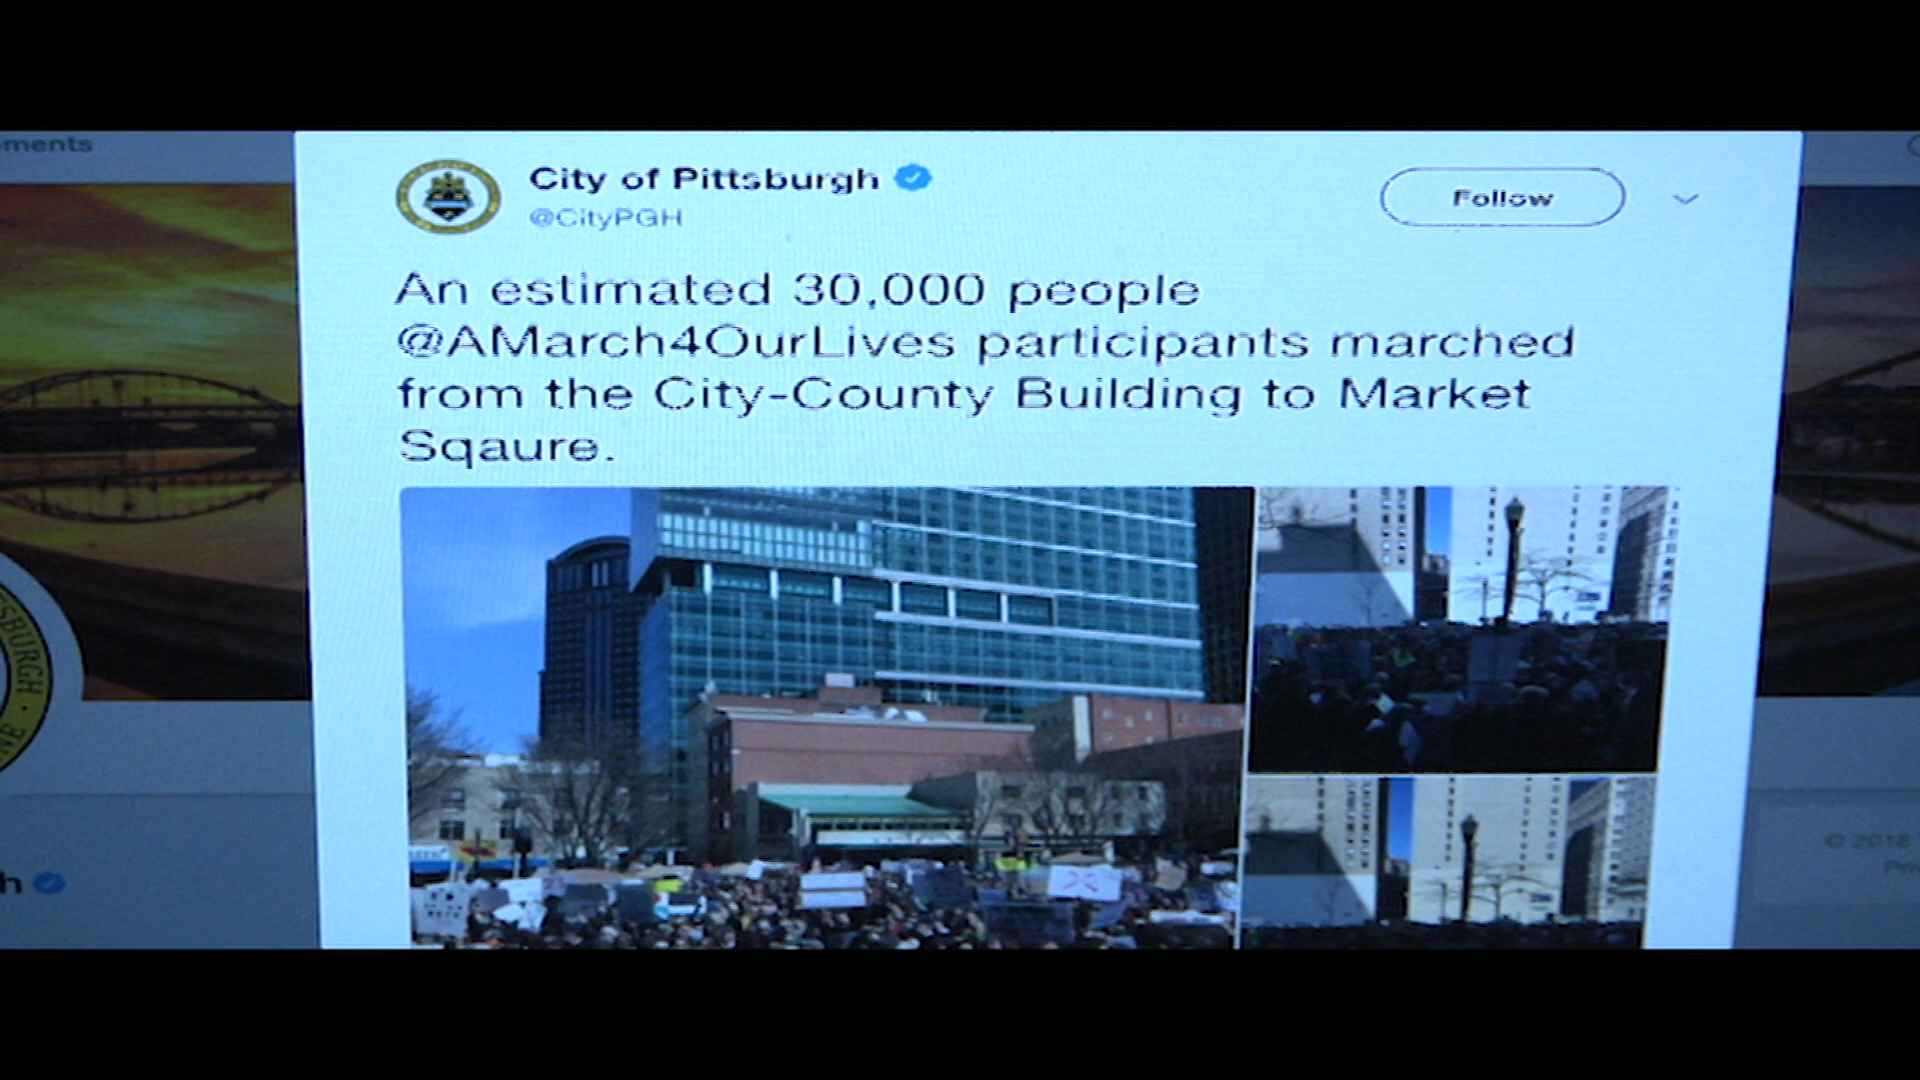 ments
City of Pittsburgh
@CityPGH
Follow
An estimated 30,000 people
@AMarch4OurLives participants marched
from the City-County Building to Market
Sqaure.
h
© 2018